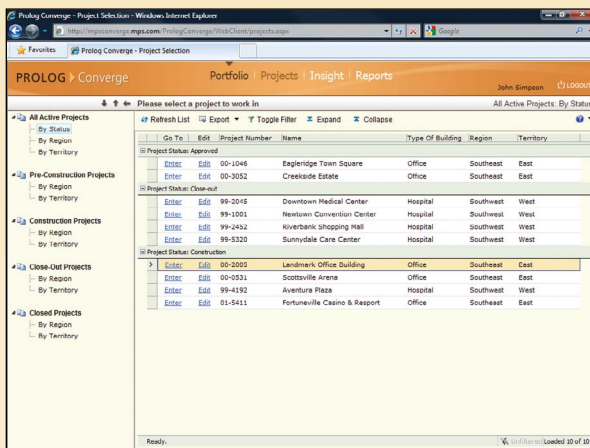 Prolog Converge - Project Selection - Windows Internet Explorer
http://mpsconverge.mps.com/PrologConverge/WebClient/projects.aspx
Google
Favorites Prolog Converge - Project Selection
PROLOG Converge
Portfolio Projects Insight Reports
John Simpson LOGOUT
Please select a project to work in
All Active Projects: By Status
Refresh List Export Toggle Filter Expand Collapse
All Active Projects
By Status
By Region
By Territory
Pre-Construction Projects
By Region
By Territory
Construction Projects
By Region
By Territory
Close-Out Projects
By Region
By Territory
Closed Projects
By Region
By Territory
Go To Edit Project Number Name Type Of Building Region Territory
Project Status: Approved
Enter Edit 00-1046 Eagleridge Town Square Office Southeast East
Enter Edit 00-3052 Creekside Estate Office Southeast East
Project Status: Close-out
Enter Edit 99-2045 Downtown Medical Center Hospital Southwest West
Enter Edit 99-1001 Newtown Convention Center Hospital Southwest West
Enter Edit 99-2452 Riverbank Shopping Mall Hospital Southwest West
Enter Edit 99-5320 Sunnydale Care Center Hospital Southwest West
Project Status: Construction
Enter Edit 00-2005 Landmark Office Building Office Southeast East
Enter Edit 00-0531 Scottsville Arena Office Southeast East
Enter Edit 99-4192 Aventura Plaza Hospital Southwest West
Enter Edit 01-5411 Fortuneville Casino & Resport Office Southeast East
Ready.
Unfiltered Loaded 10 of 10